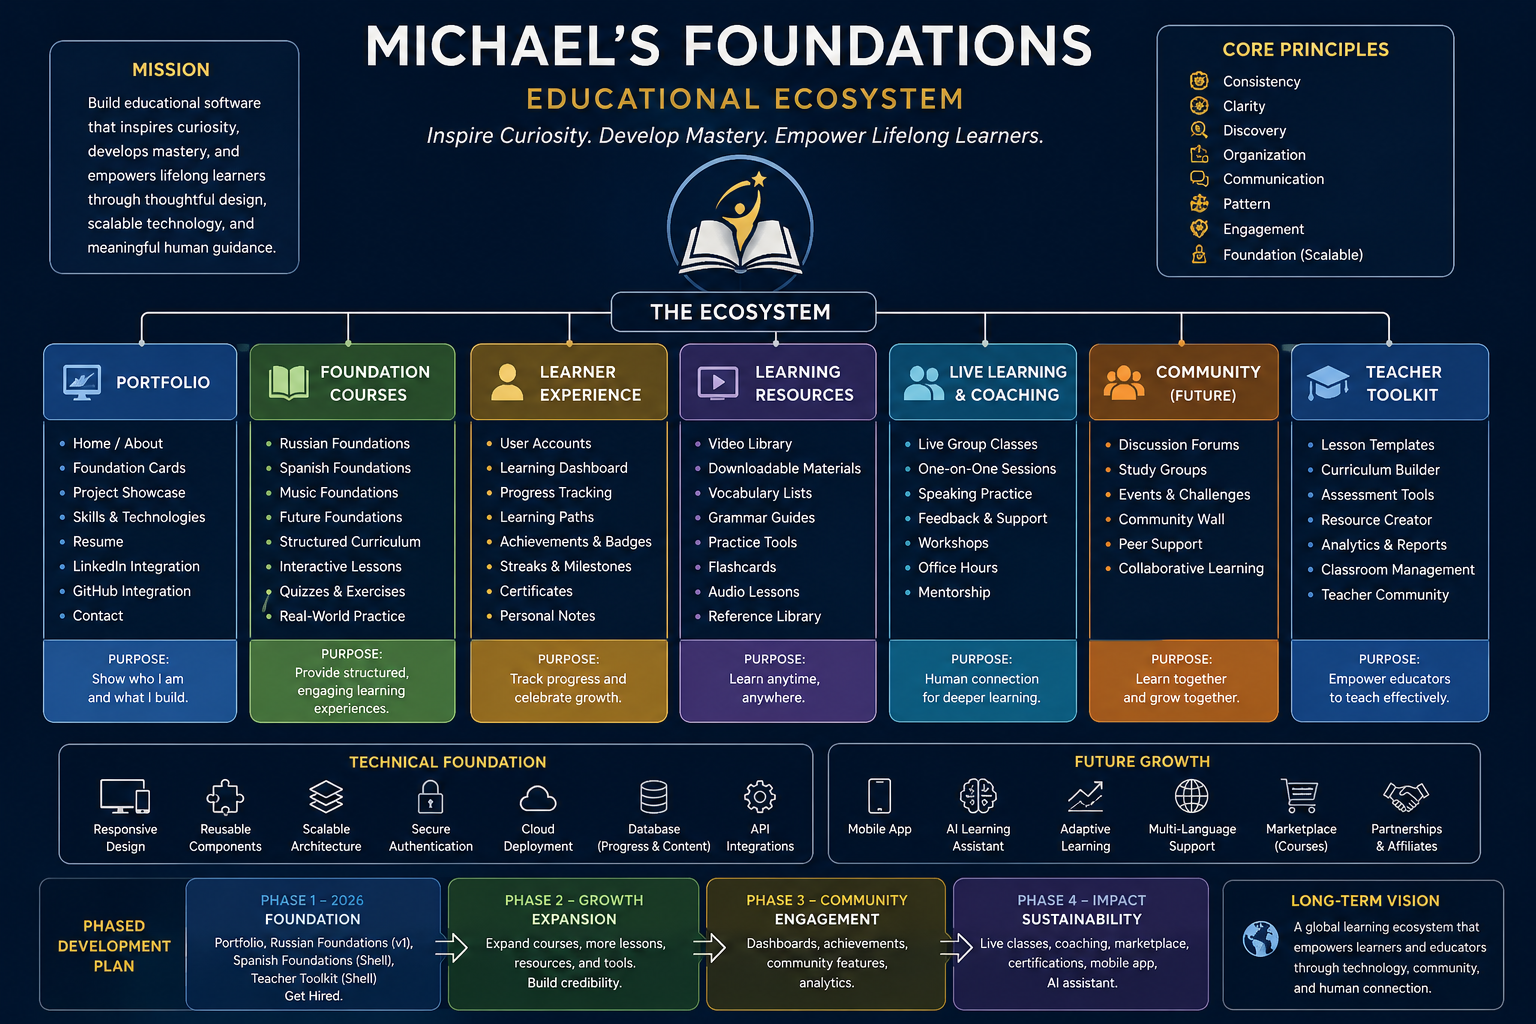 MICHAEL'S FOUNDATIONS
EDUCATIONAL ECOSYSTEM
Inspire Curiosity. Develop Mastery. Empower Lifelong Learners.
MISSION
Build educational software
that inspires curiosity,
develops mastery, and
empowers lifelong learners
through thoughtful design,
scalable technology, and
meaningful human guidance.
CORE PRINCIPLES
Consistency
Clarity
Discovery
Organization
Communication
Pattern
Engagement
Foundation (Scalable)
THE ECOSYSTEM
PORTFOLIO
• Home / About
• Foundation Cards
• Project Showcase
• Skills & Technologies
• Resume
• LinkedIn Integration
• GitHub Integration
• Contact
PURPOSE:
Show who I am
and what I build.
FOUNDATION
COURSES
• Russian Foundations
• Spanish Foundations
• Music Foundations
• Future Foundations
• Structured Curriculum
• Interactive Lessons
• Quizzes & Exercises
• Real-World Practice
PURPOSE:
Provide structured,
engaging learning
experiences.
LEARNER
EXPERIENCE
• User Accounts
• Learning Dashboard
• Progress Tracking
• Learning Paths
• Achievements & Badges
• Streaks & Milestones
• Certificates
• Personal Notes
PURPOSE:
Track progress and
celebrate growth.
LEARNING
RESOURCES
• Video Library
• Downloadable Materials
• Vocabulary Lists
• Grammar Guides
• Practice Tools
• Flashcards
• Audio Lessons
• Reference Library
PURPOSE:
Learn anytime,
anywhere.
LIVE LEARNING
& COACHING
• Live Group Classes
• One-on-One Sessions
• Speaking Practice
• Feedback & Support
• Workshops
• Office Hours
• Mentorship
PURPOSE:
Human connection
for deeper learning.
COMMUNITY
(FUTURE)
• Discussion Forums
• Study Groups
• Events & Challenges
• Community Wall
• Peer Support
• Collaborative Learning
PURPOSE:
Learn together
and grow together.
TEACHER
TOOLKIT
• Lesson Templates
• Curriculum Builder
• Assessment Tools
• Resource Creator
• Analytics & Reports
• Classroom Management
• Teacher Community
PURPOSE:
Empower educators
to teach effectively.
TECHNICAL FOUNDATION
Responsive
Design
Reusable
Components
Scalable
Architecture
Secure
Authentication
Cloud
Deployment
Database
(Progress & Content)
API
Integrations
FUTURE GROWTH
Mobile App
AI Learning
Assistant
Adaptive
Learning
Multi-Language
Support
Marketplace
(Courses)
Partnerships
& Affiliates
PHASED
DEVELOPMENT
PLAN
PHASE 1 – 2026
FOUNDATION
Portfolio, Russian Foundations (v1),
Spanish Foundations (Shell),
Teacher Toolkit (Shell)
Get Hired.
PHASE 2 – GROWTH
EXPANSION
Expand courses, more lessons,
resources, and tools.
Build credibility.
PHASE 3 – COMMUNITY
ENGAGEMENT
Dashboards, achievements,
community features,
analytics.
PHASE 4 – IMPACT
SUSTAINABILITY
Live classes, coaching, marketplace,
certifications, mobile app,
AI assistant.
LONG-TERM VISION
A global learning ecosystem that
empowers learners and educators
through technology, community,
and human connection.